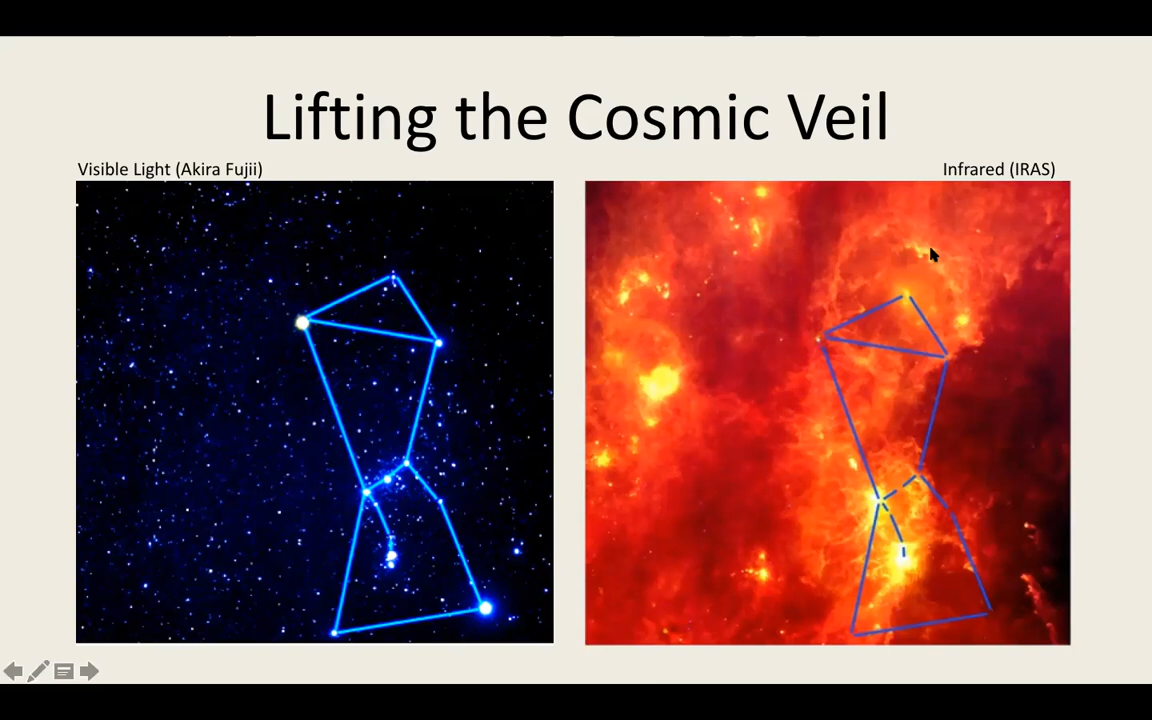 Lifting the Cosmic Veil
Visible Light (Akira Fujii)
Infrared (IRAS)